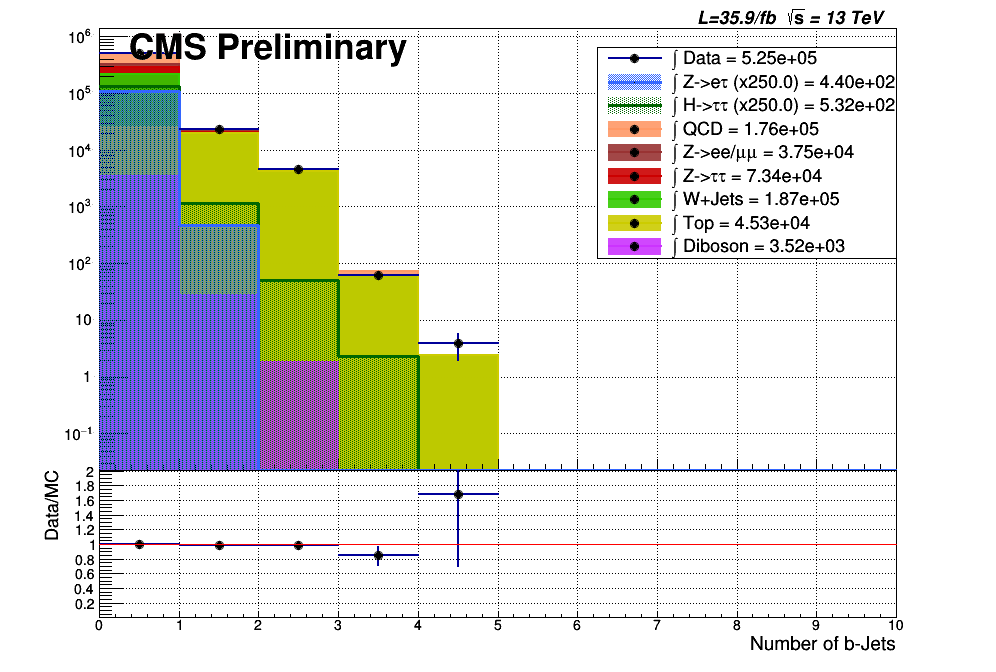 L=35.9/fb √s = 13 TeV
CMS Preliminary
10⁶
10⁵
10⁴
10³
10²
10
1
10⁻¹
∫ Data = 5.25e+05
∫ Z->eτ (x250.0) = 4.40e+02
∫ H->ττ (x250.0) = 5.32e+02
∫ QCD = 1.76e+05
∫ Z->ee/μμ = 3.75e+04
∫ Z->ττ = 7.34e+04
∫ W+Jets = 1.87e+05
∫ Top = 4.53e+04
∫ Diboson = 3.52e+03
Data/MC
2
1.8
1.6
1.4
1.2
1
0.8
0.6
0.4
0.2
0 1 2 3 4 5 6 7 8 9 10
Number of b-Jets